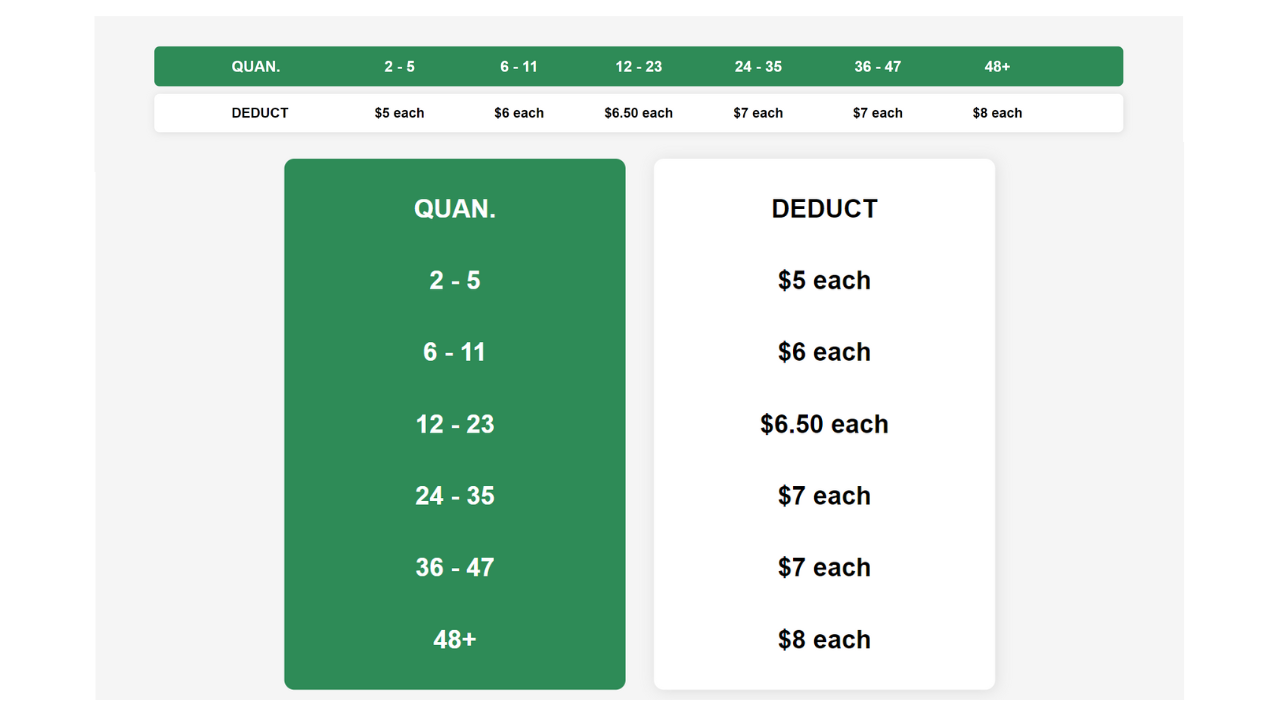 QUAN. 2 - 5 6 - 11 12 - 23 24 - 35 36 - 47 48+
DEDUCT $5 each $6 each $6.50 each $7 each $7 each $8 each
QUAN. DEDUCT
2 - 5 $5 each
6 - 11 $6 each
12 - 23 $6.50 each
24 - 35 $7 each
36 - 47 $7 each
48+ $8 each